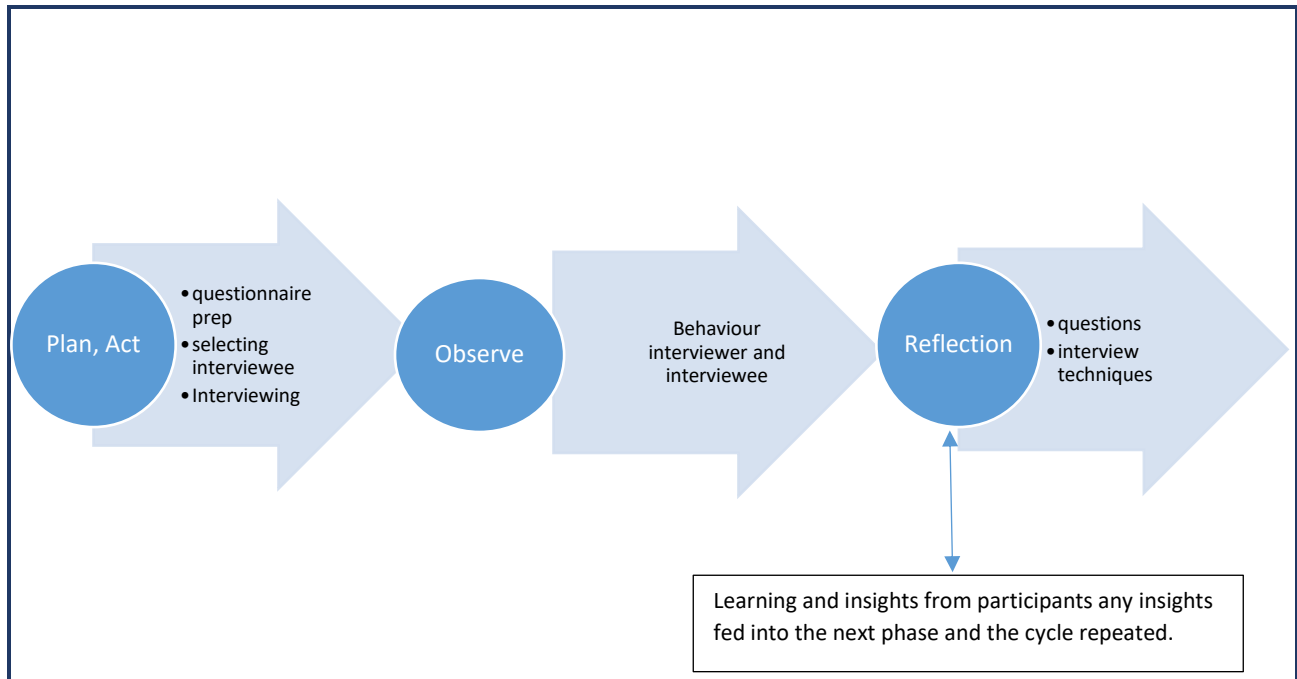 Plan, Act
•questionnaire
prep
•selecting
interviewee
•Interviewing
Observe
Behaviour
interviewer and
interviewee
Reflection
•questions
•interview
techniques
Learning and insights from participants any insights
fed into the next phase and the cycle repeated.